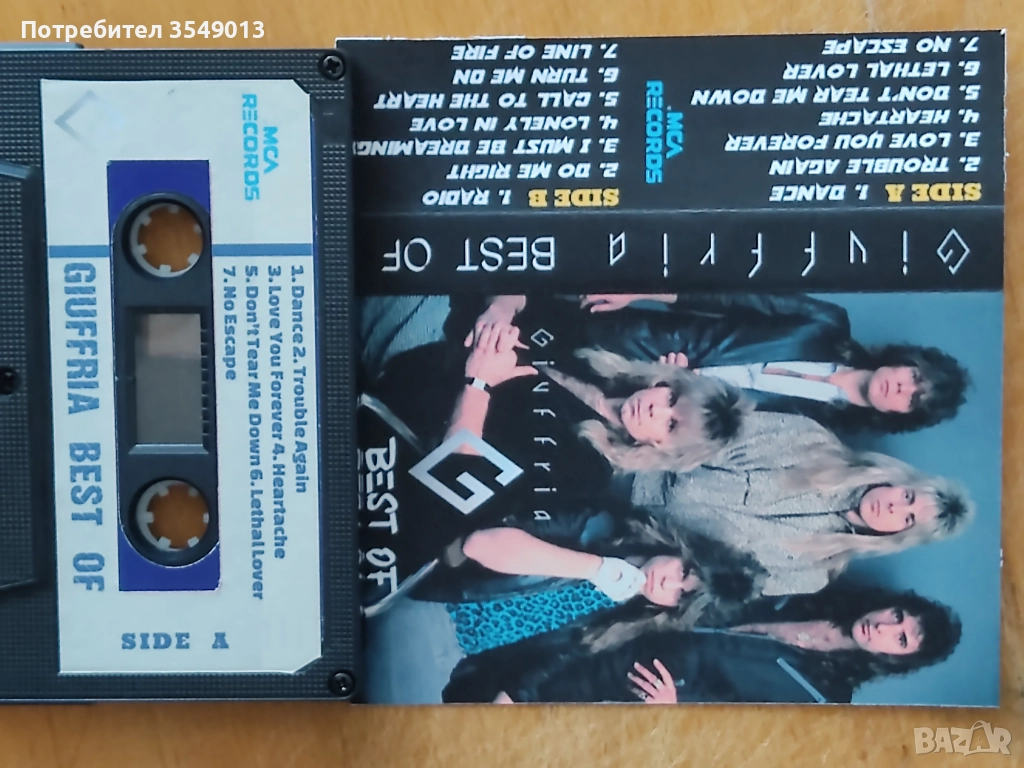 Потребител 3549013
MCA
RECORDS
1. Dance 2. Trouble Again
3. Love You Forever 4. Heartache
5. Don't Tear Me Down 6. Lethal Lover
7. No Escape
GIUFFRIA BEST OF
SIDE A
SIDE A 1. DANCE
2. TROUBLE AGAIN
3. LOVE YOU FOREVER
4. HEARTACHE
5. DON'T TEAR ME DOWN
6. LETHAL LOVER
7. NO ESCAPE
MCA
RECORDS
SIDE B 1. RADIO
2. DO ME RIGHT
3. I MUST BE DREAMING
4. LONELY IN LOVE
5. CALL TO THE HEART
6. TURN ME ON
7. LINE OF FIRE
Giuffria BEST OF
Giuffria
G
BEST OF
BAZAR